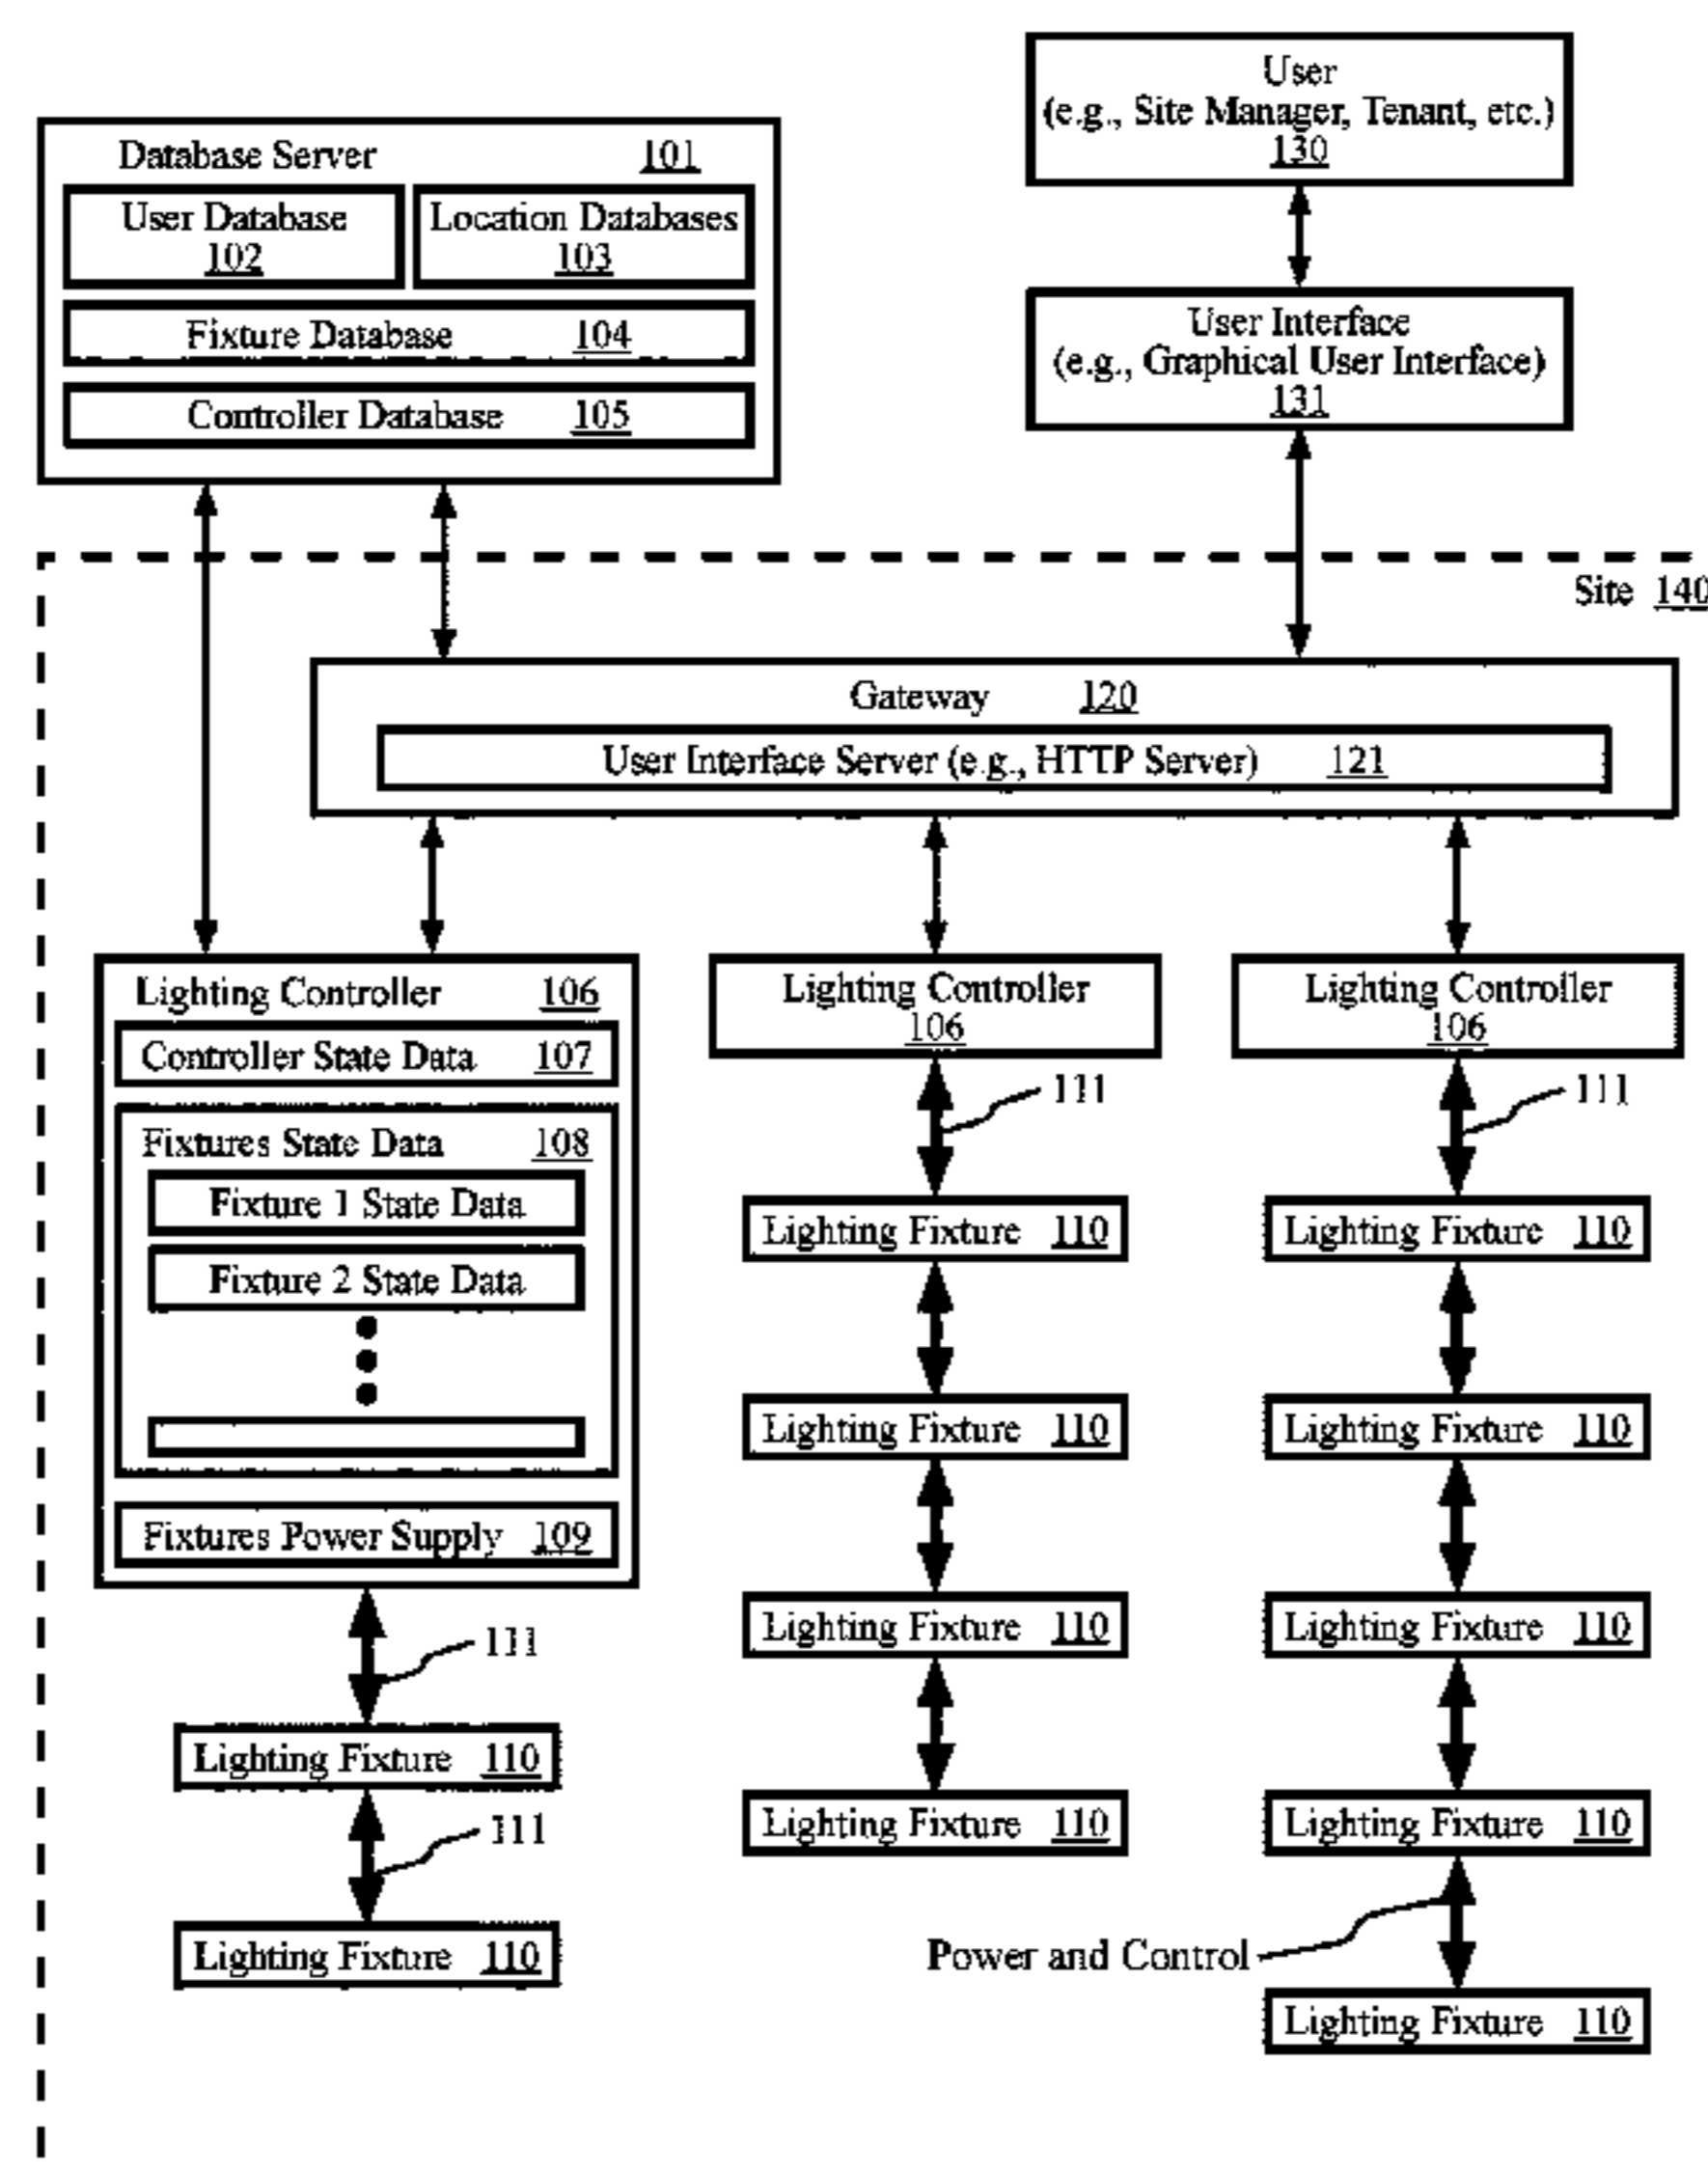 User
(e.g., Site Manager, Tenant, etc.)
130
Database Server 101
User Database
102
Location Databases
103
Fixture Database 104
Controller Database 105
User Interface
(e.g., Graphical User Interface)
131
Site 140
Gateway 120
User Interface Server (e.g., HTTP Server) 121
Lighting Controller 106
Controller State Data 107
Fixtures State Data 108
Fixture 1 State Data
Fixture 2 State Data
Fixtures Power Supply 109
111
Lighting Fixture 110
111
Lighting Fixture 110
Lighting Controller
106
111
Lighting Fixture 110
Lighting Fixture 110
Lighting Fixture 110
Lighting Fixture 110
Lighting Controller
106
111
Lighting Fixture 110
Lighting Fixture 110
Lighting Fixture 110
Lighting Fixture 110
Power and Control
Lighting Fixture 110